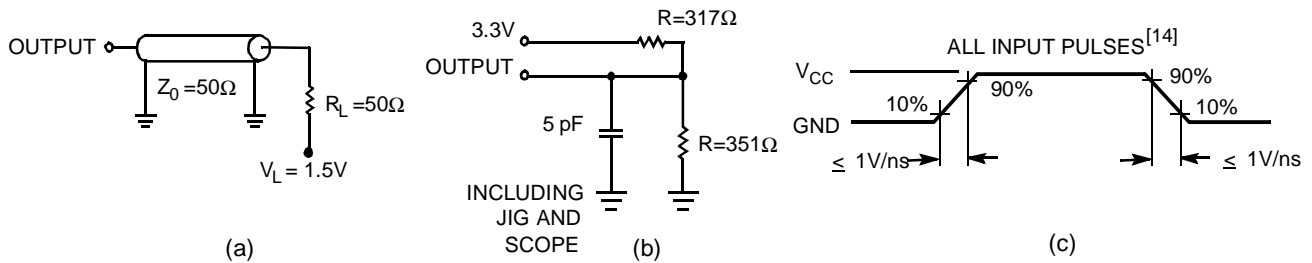 OUTPUT
Z0 =50Ω
RL =50Ω
VL = 1.5V
(a)
R=317Ω
3.3V
OUTPUT
5 pF
R=351Ω
INCLUDING
JIG AND
SCOPE
(b)
ALL INPUT PULSES[14]
VCC
GND
10%
90%
90%
10%
≤ 1V/ns
≤ 1V/ns
(c)